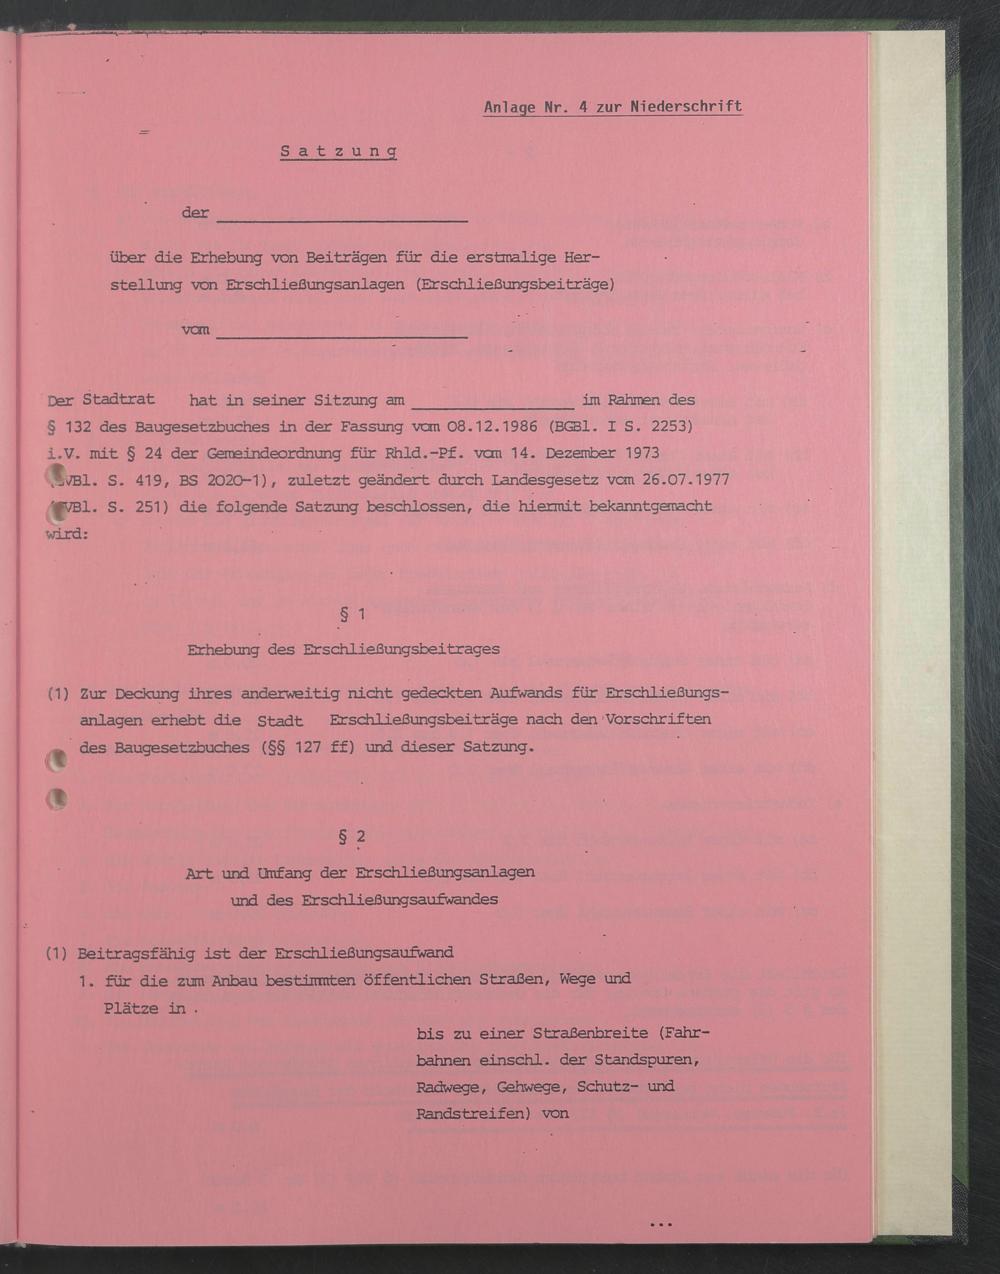 Anlage Nr. 4 zur Niederschrift
S a t z u n g
der ____________________
über die Erhebung von Beiträgen für die erstmalige Her-
stellung von Erschließungsanlagen (Erschließungsbeiträge)
vom ____________________
Der Stadtrat hat in seiner Sitzung am ____________ im Rahmen des
§ 132 des Baugesetzbuches in der Fassung vom 08.12.1986 (BGBl. I S. 2253)
i.V. mit § 24 der Gemeindeordnung für Rhld.-Pf. vom 14. Dezember 1973
(GVBl. S. 419, BS 2020-1), zuletzt geändert durch Landesgesetz vom 26.07.1977
(GVBl. S. 251) die folgende Satzung beschlossen, die hiermit bekanntgemacht
wird:
§ 1
Erhebung des Erschließungsbeitrages
(1) Zur Deckung ihres anderweitig nicht gedeckten Aufwands für Erschließungs-
anlagen erhebt die Stadt Erschließungsbeiträge nach den Vorschriften
des Baugesetzbuches (§§ 127 ff) und dieser Satzung.
§ 2
Art und Umfang der Erschließungsanlagen
und des Erschließungsaufwandes
(1) Beitragsfähig ist der Erschließungsaufwand
1. für die zum Anbau bestimmten öffentlichen Straßen, Wege und
Plätze in .
bis zu einer Straßenbreite (Fahr-
bahnen einschl. der Standspuren,
Radwege, Gehwege, Schutz- und
Randstreifen) von
...